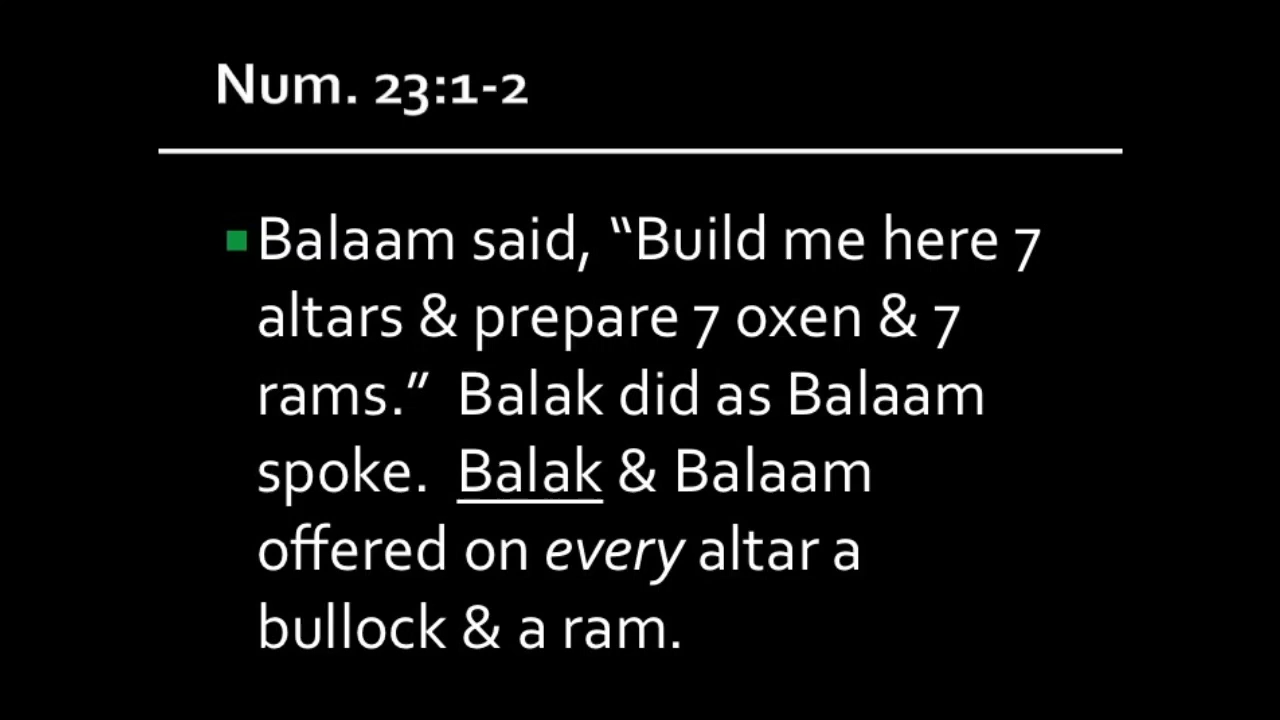 Num. 23:1-2
Balaam said, “Build me here 7
altars & prepare 7 oxen & 7
rams.”  Balak did as Balaam
spoke.  Balak & Balaam
offered on every altar a
bullock & a ram.